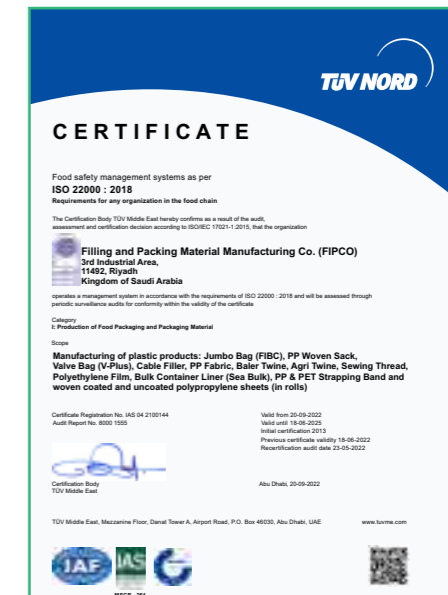 TÜV NORD
CERTIFICATE
Food safety management systems as per
ISO 22000 : 2018
Requirements for any organization in the food chain
The Certification Body TÜV Middle East hereby confirms as a result of the audit,
assessment and certification decision according to ISO/IEC 17021-1:2015, that the organization
Filling and Packing Material Manufacturing Co. (FIPCO)
3rd Industrial Area,
11492, Riyadh
Kingdom of Saudi Arabia
operates a management system in accordance with the requirements of ISO 22000 : 2018 and will be assessed through
periodic surveillance audits for conformity within the validity of the certificate
Category
I: Production of Food Packaging and Packaging Material
Scope
Manufacturing of plastic products: Jumbo Bag (FIBC), PP Woven Sack,
Valve Bag (V-Plus), Cable Filler, PP Fabric, Baler Twine, Agri Twine, Sewing Thread,
Polyethylene Film, Bulk Container Liner (Sea Bulk), PP & PET Strapping Band and
woven coated and uncoated polypropylene sheets (in rolls)
Certificate Registration No. IAS 04 2100144
Audit Report No. 8000 1555
Valid from 20-09-2022
Valid until 18-06-2025
Initial certification 2013
Previous certificate validity 18-06-2022
Recertification audit date 23-05-2022
Certification Body
TÜV Middle East
Abu Dhabi, 20-09-2022
TÜV Middle East, Mezzanine Floor, Danat Tower A, Airport Road, P.O. Box 46030, Abu Dhabi, UAE www.tuvme.com
IAF
IAS